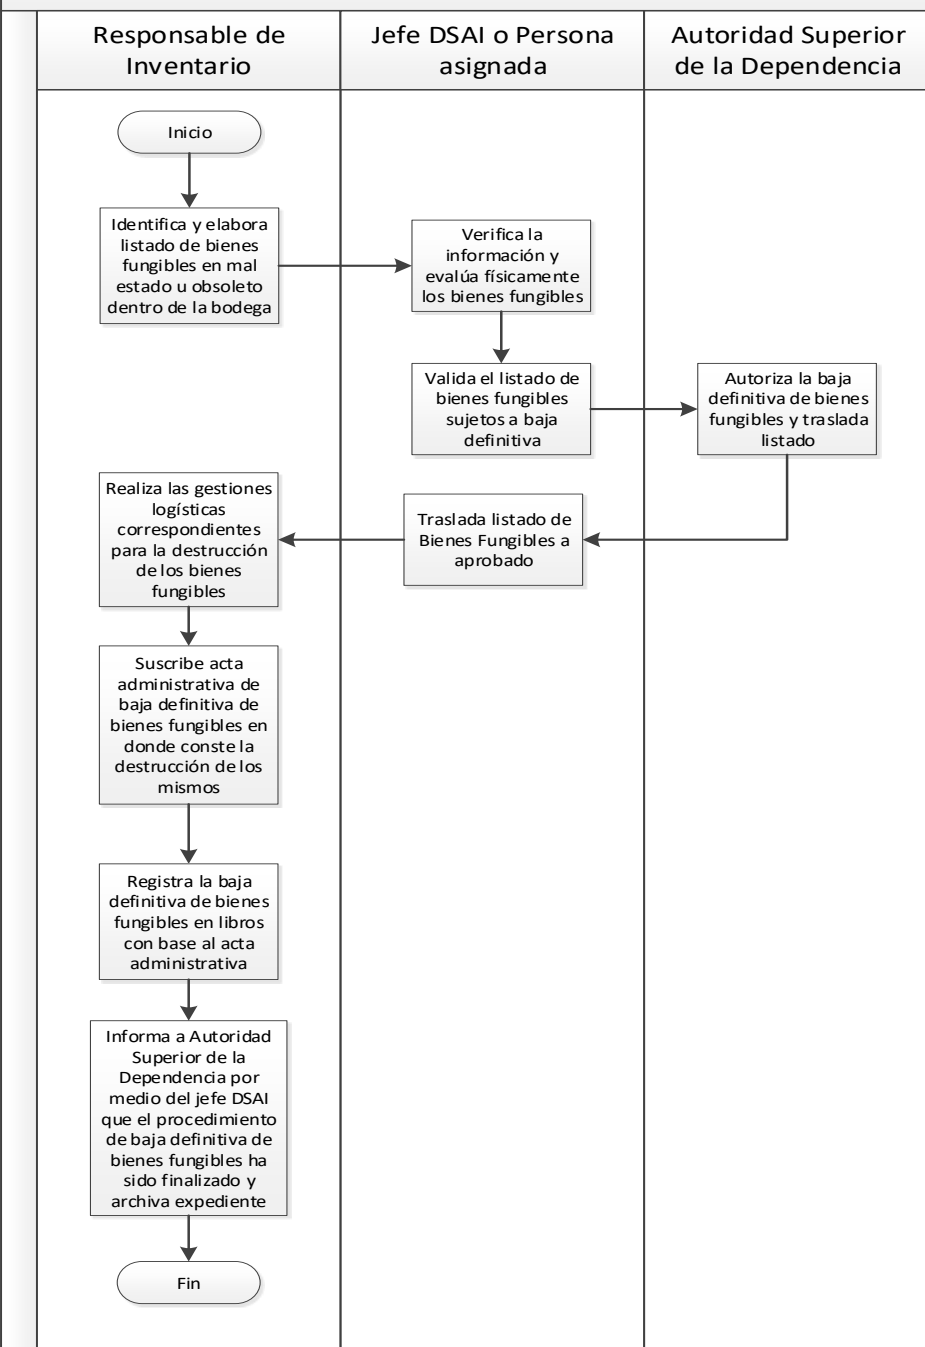 Responsable de
Inventario
Jefe DSAI o Persona
asignada
Autoridad Superior
de la Dependencia
Inicio
Identifica y elabora
listado de bienes
fungibles en mal
estado u obsoleto
dentro de la bodega
Verifica la
información y
evalúa físicamente
los bienes fungibles
Valida el listado de
bienes fungibles
sujetos a baja
definitiva
Autoriza la baja
definitiva de bienes
fungibles y traslada
listado
Traslada listado de
Bienes Fungibles a
aprobado
Realiza las gestiones
logísticas
correspondientes
para la destrucción
de los bienes
fungibles
Suscribe acta
administrativa de
baja definitiva de
bienes fungibles en
donde conste la
destrucción de los
mismos
Registra la baja
definitiva de bienes
fungibles en libros
con base al acta
administrativa
Informa a Autoridad
Superior de la
Dependencia por
medio del jefe DSAI
que el procedimiento
de baja definitiva de
bienes fungibles ha
sido finalizado y
archiva expediente
Fin